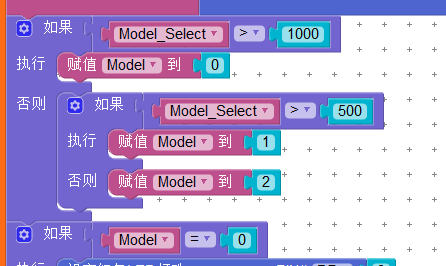 如果 Model_Select > 1000
执行 赋值 Model 到 0
否则 如果 Model_Select > 500
执行 赋值 Model 到 1
否则 赋值 Model 到 2
如果 Model = 0